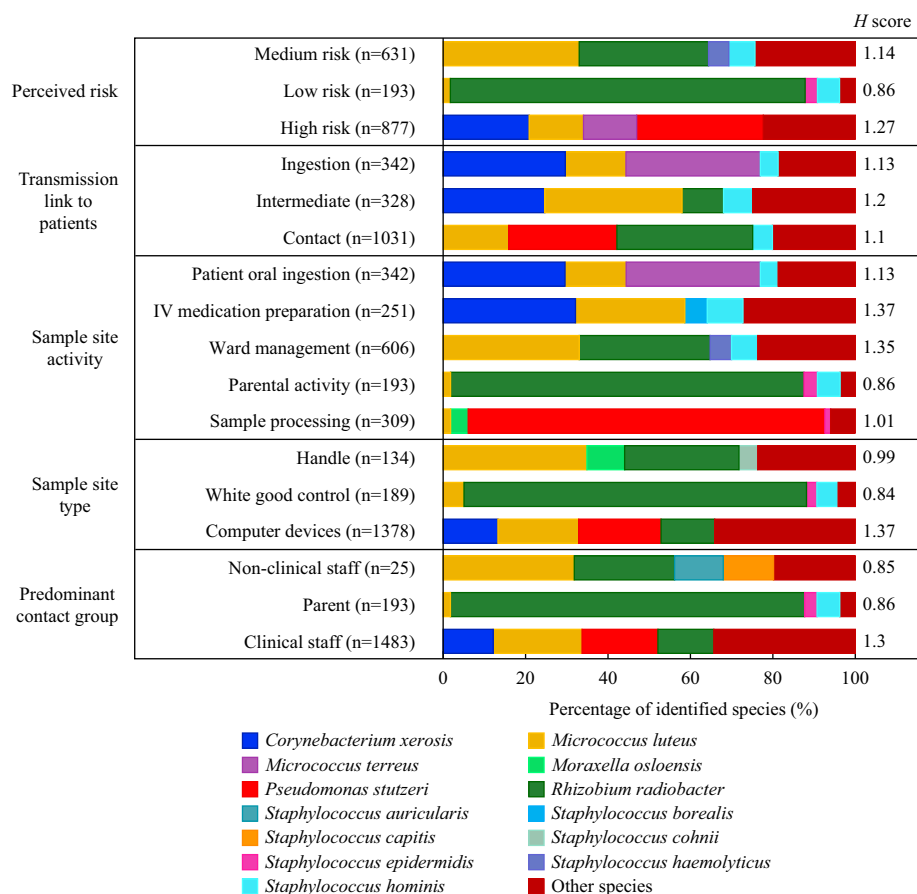 H score
Perceived risk
Medium risk (n=631) 1.14
Low risk (n=193) 0.86
High risk (n=877) 1.27
Transmission
link to
patients
Ingestion (n=342) 1.13
Intermediate (n=328) 1.2
Contact (n=1031) 1.1
Sample site
activity
Patient oral ingestion (n=342) 1.13
IV medication preparation (n=251) 1.37
Ward management (n=606) 1.35
Parental activity (n=193) 0.86
Sample processing (n=309) 1.01
Sample site
type
Handle (n=134) 0.99
White good control (n=189) 0.84
Computer devices (n=1378) 1.37
Predominant
contact group
Non-clinical staff (n=25) 0.85
Parent (n=193) 0.86
Clinical staff (n=1483) 1.3
0 20 40 60 80 100
Percentage of identified species (%)
Corynebacterium xerosis Micrococcus luteus
Micrococcus terreus Moraxella osloensis
Pseudomonas stutzeri Rhizobium radiobacter
Staphylococcus auricularis Staphylococcus borealis
Staphylococcus capitis Staphylococcus cohnii
Staphylococcus epidermidis Staphylococcus haemolyticus
Staphylococcus hominis Other species